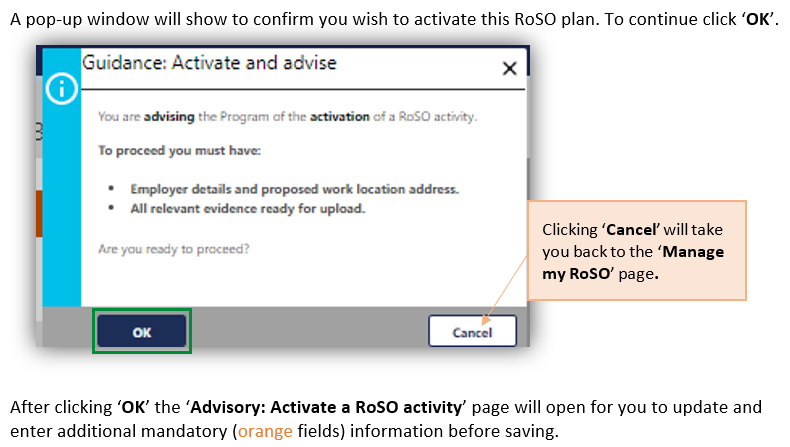 A pop-up window will show to confirm you wish to activate this RoSO plan. To continue click ‘OK’.
Guidance: Activate and advise
You are advising the Program of the activation of a RoSO activity.
To proceed you must have:
• Employer details and proposed work location address.
• All relevant evidence ready for upload.
Are you ready to proceed?
Clicking ‘Cancel’ will take
you back to the ‘Manage
my RoSO’ page.
OK
Cancel
After clicking ‘OK’ the ‘Advisory: Activate a RoSO activity’ page will open for you to update and
enter additional mandatory (orange fields) information before saving.